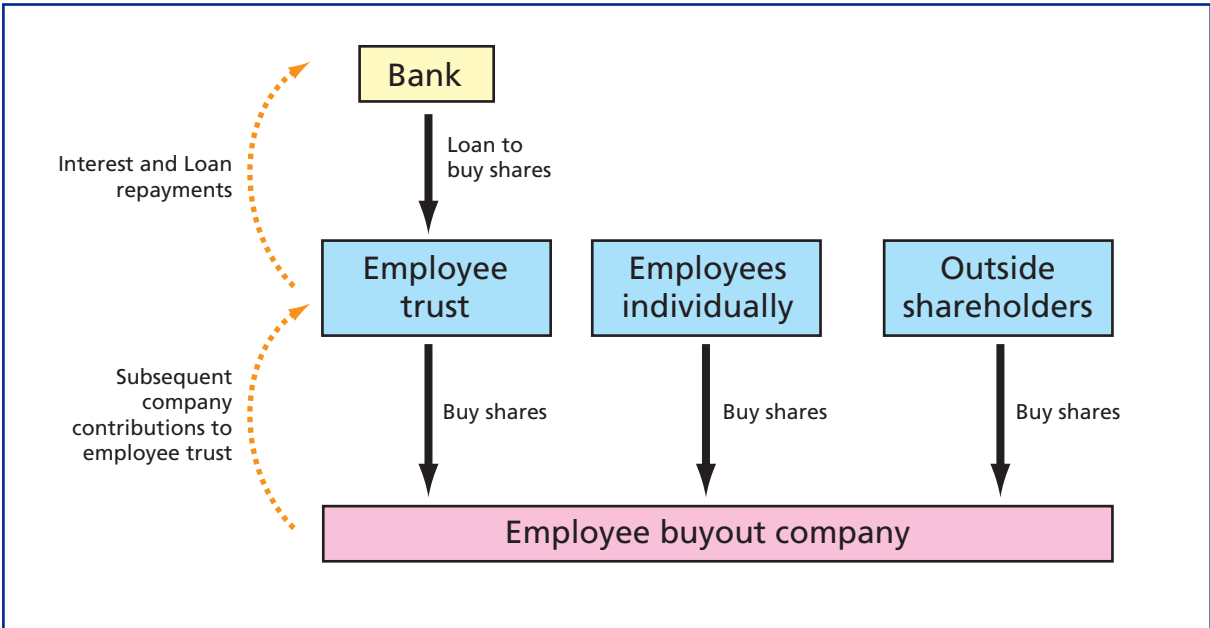 Bank
Interest and Loan
repayments
Loan to
buy shares
Employee
trust
Employees
individually
Outside
shareholders
Subsequent
company
contributions to
employee trust
Buy shares
Buy shares
Buy shares
Employee buyout company